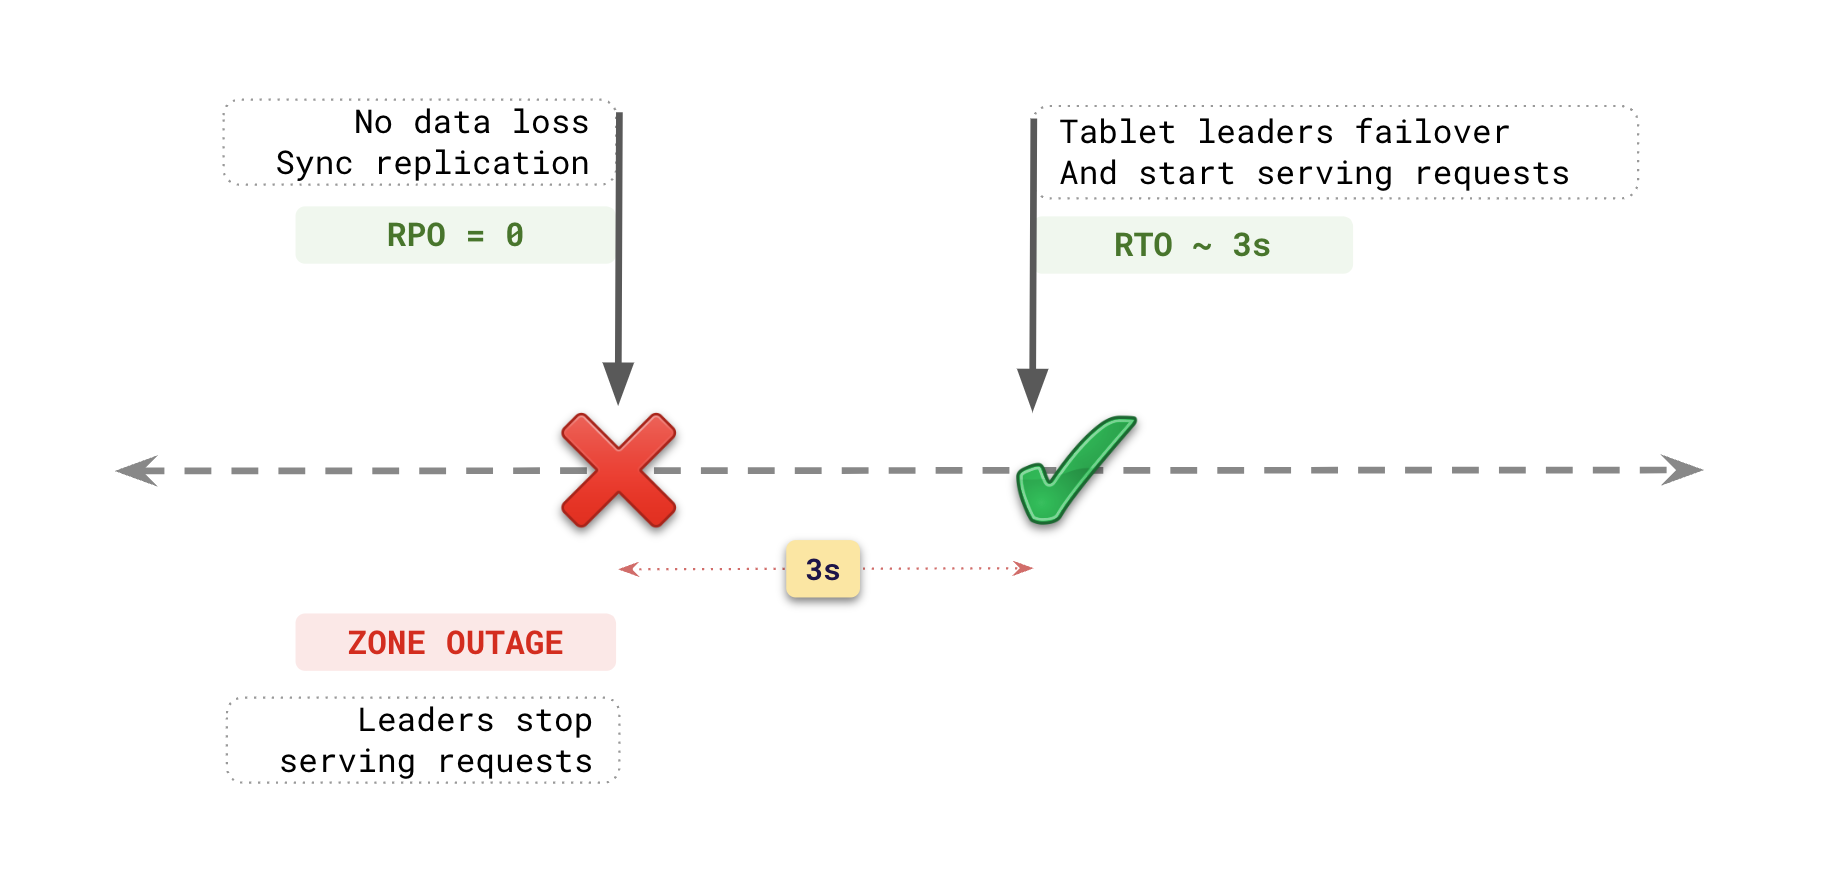 No data loss
Sync replication
RPO = 0
Tablet leaders failover
And start serving requests
RTO ~ 3s
3s
ZONE OUTAGE
Leaders stop
serving requests